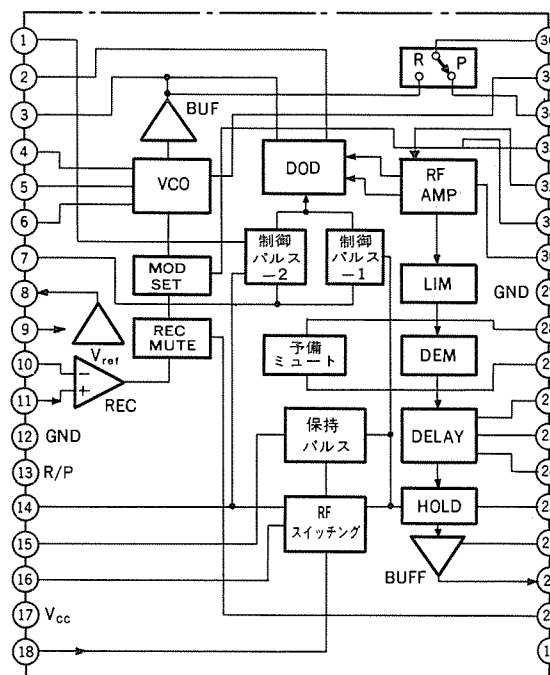 1
2
3
4
5
6
7
8
9
10
11
12
13
14
15
16
17
18
R P
BUF
VCO
DOD
RF
AMP
制御
パルス
-2
制御
パルス
-1
MOD
SET
LIM
GND
REC
MUTE
Vref
予備
ミュート
DEM
REC
GND
保持
パルス
DELAY
R/P
RF
スイッチング
HOLD
BUFF
Vcc